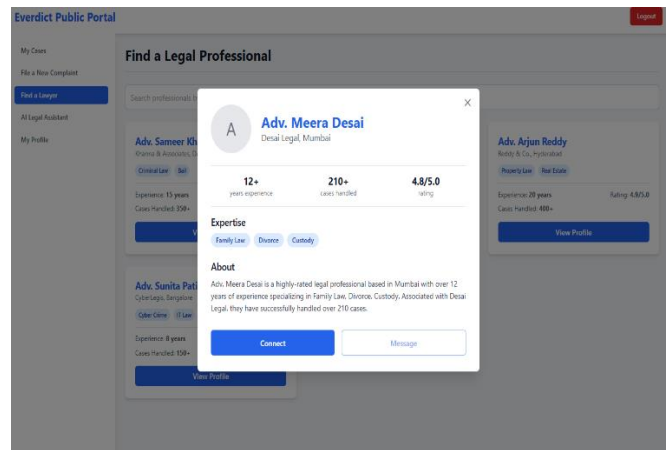 Everdict Public Portal
Logout
My Cases
File a New Complaint
Find a Lawyer
AI Legal Assistant
My Profile
Find a Legal Professional
Search professionals
Adv. Sameer
Khanna & Associates,
Criminal Law
Bail
Experience: 15 years
Cases Handled: 350+
Adv. Arjun Reddy
Reddy & Co., Hyderabad
Property Law
Real Estate
Experience: 20 years
Rating: 4.9/5.0
Cases Handled: 400+
View Profile
Adv. Sunita
CyberLegis, Bangalore
Cyber Crime
IT Law
Experience: 8 years
Cases Handled: 150+
View Profile
A
Adv. Meera Desai
Desai Legal, Mumbai
12+
years experience
210+
cases handled
4.8/5.0
rating
Expertise
Family Law
Divorce
Custody
About
Adv. Meera Desai is a highly-rated legal professional based in Mumbai with over 12
years of experience specializing in Family Law, Divorce, Custody. Associated with Desai
Legal, they have successfully handled over 210 cases.
Connect
Message